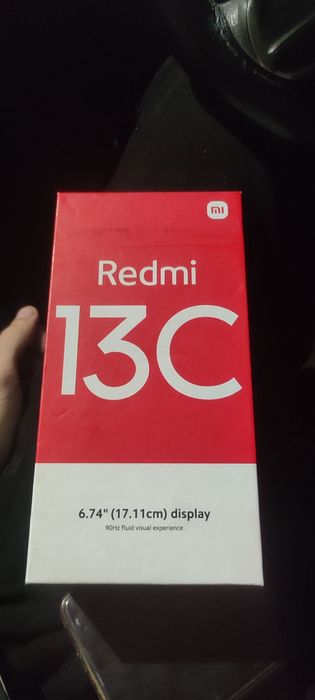 mi
Redmi
13C
6.74" (17.11cm) display
90Hz fluid visual experience